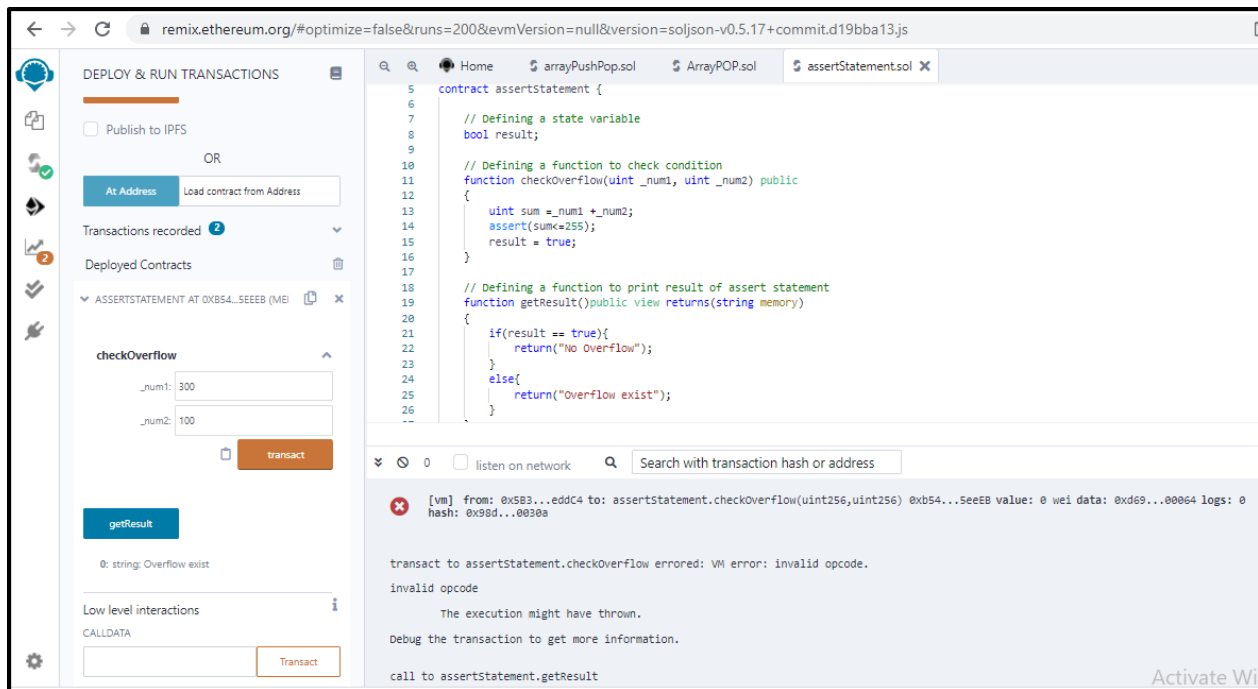 remix.ethereum.org/#optimize=false&runs=200&evmVersion=null&version=soljson-v0.5.17+commit.d19bba13.js
DEPLOY & RUN TRANSACTIONS
Publish to IPFS
OR
At Address Load contract from Address
Transactions recorded 2
2
Deployed Contracts
ASSERTSTATEMENT AT 0XB54...5EEEB (MEI
checkOverflow
_num1: 300
_num2: 100
transact
getResult
0: string: Overflow exist
Low level interactions
CALLDATA
Transact
Home arrayPushPop.sol ArrayPOP.sol assertStatement.sol
5 contract assertStatement {
6
7 // Defining a state variable
8 bool result;
9
10 // Defining a function to check condition
11 function checkOverflow(uint _num1, uint _num2) public
12 {
13 uint sum =_num1 +_num2;
14 assert(sum<=255);
15 result = true;
16 }
17
18 // Defining a function to print result of assert statement
19 function getResult()public view returns(string memory)
20 {
21 if(result == true){
22 return("No Overflow");
23 }
24 else{
25 return("Overflow exist");
26 }
0 listen on network Search with transaction hash or address
[vm] from: 0x5B3...eddC4 to: assertStatement.checkOverflow(uint256,uint256) 0xb54...5eeEB value: 0 wei data: 0xd69...00064 logs: 0
hash: 0x98d...0030a
transact to assertStatement.checkOverflow errored: VM error: invalid opcode.
invalid opcode
The execution might have thrown.
Debug the transaction to get more information.
call to assertStatement.getResult
Activate Wi